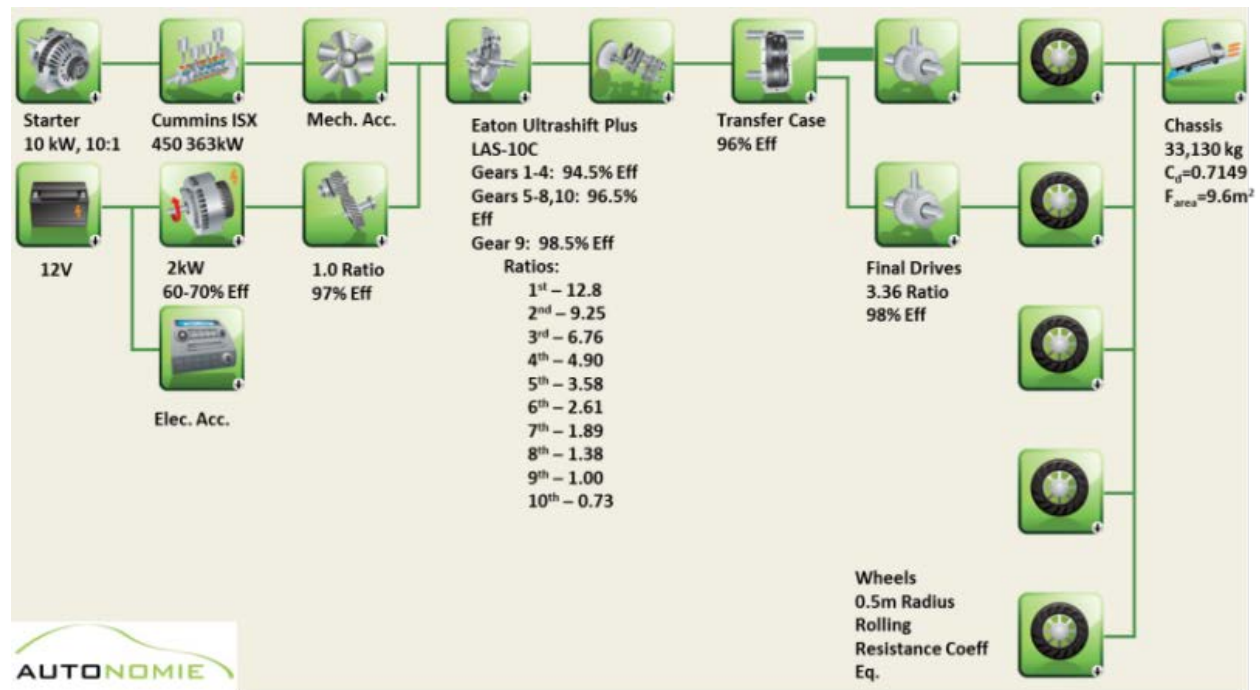 Starter
10 kW, 10:1
Cummins ISX
450 363kW
Mech. Acc.
Eaton Ultrashift Plus
LAS-10C
Gears 1-4: 94.5% Eff
Gears 5-8,10: 96.5%
Eff
Gear 9: 98.5% Eff
Ratios:
1st – 12.8
2nd – 9.25
3rd – 6.76
4th – 4.90
5th – 3.58
6th – 2.61
7th – 1.89
8th – 1.38
9th – 1.00
10th – 0.73
Transfer Case
96% Eff
Chassis
33,130 kg
Cd=0.7149
Farea=9.6m²
12V
2kW
60-70% Eff
1.0 Ratio
97% Eff
Final Drives
3.36 Ratio
98% Eff
Elec. Acc.
Wheels
0.5m Radius
Rolling
Resistance Coeff
Eq.
AUTONOMIE